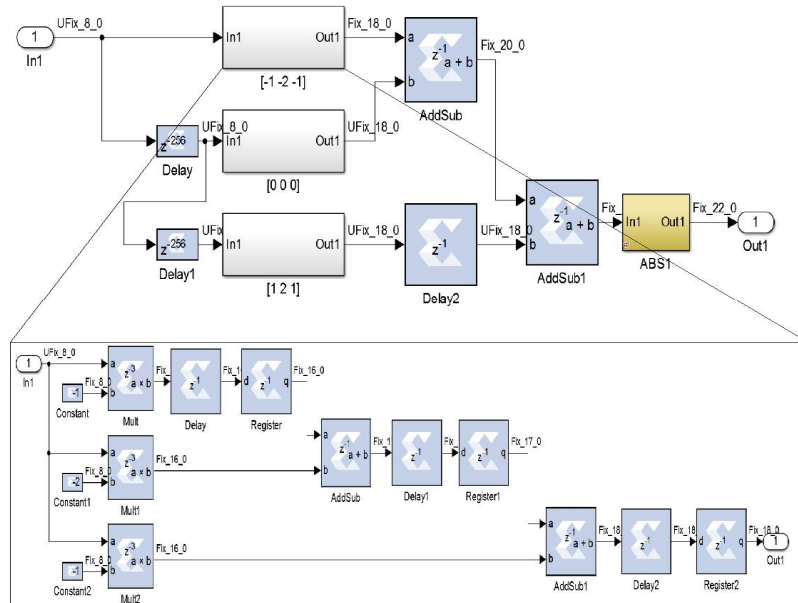 UFix_8_0
1
In1
In1
Out1
[-1 -2 -1]
Fix_18_0
a
b
z-1
a + b
AddSub
Fix_20_0
z-256
Delay
UFix_8_0
In1
Out1
[0 0 0]
UFix_18_0
z-256
Delay1
UFix_8_0
In1
Out1
[1 2 1]
UFix_18_0
z-1
Delay2
UFix_18_0
a
b
z-1
a + b
AddSub1
Fix_
In1
Out1
ABS1
Fix_22_0
1
Out1
UFix_8_0
1
In1
-1
Constant
Fix_8_0
a
b
z-3
a × b
Mult
Fix_
z-1
Delay
Fix_1
d
z-1
q
Register
Fix_16_0
-2
Constant1
Fix_8_0
a
b
z-3
a × b
Mult1
Fix_16_0
a
b
z-1
a + b
AddSub
Fix_1
z-1
Delay1
Fix_
d
z-1
q
Register1
Fix_17_0
-1
Constant2
Fix_8_0
a
b
z-3
a × b
Mult2
Fix_16_0
a
b
z-1
a + b
AddSub1
Fix_18
z-1
Delay2
Fix_18
d
z-1
q
Register2
Fix_18_0
1
Out1